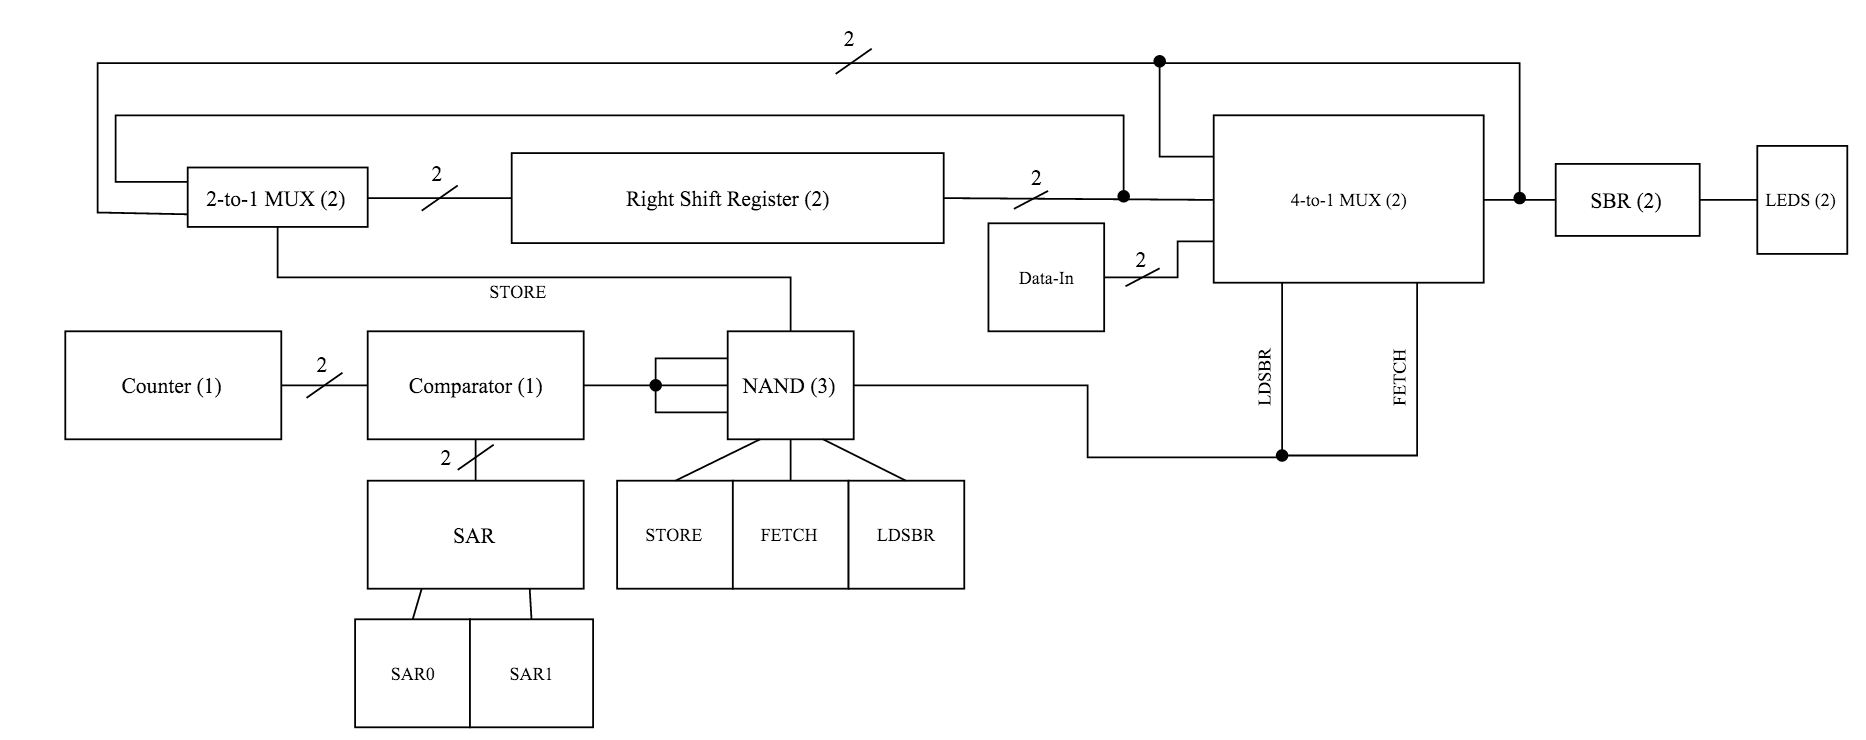 2
2-to-1 MUX (2)
2
Right Shift Register (2)
2
4-to-1 MUX (2)
SBR (2)
LEDS (2)
Data-In
2
STORE
Counter (1)
2
Comparator (1)
NAND (3)
LDSBR
FETCH
2
SAR
STORE
FETCH
LDSBR
SAR0
SAR1